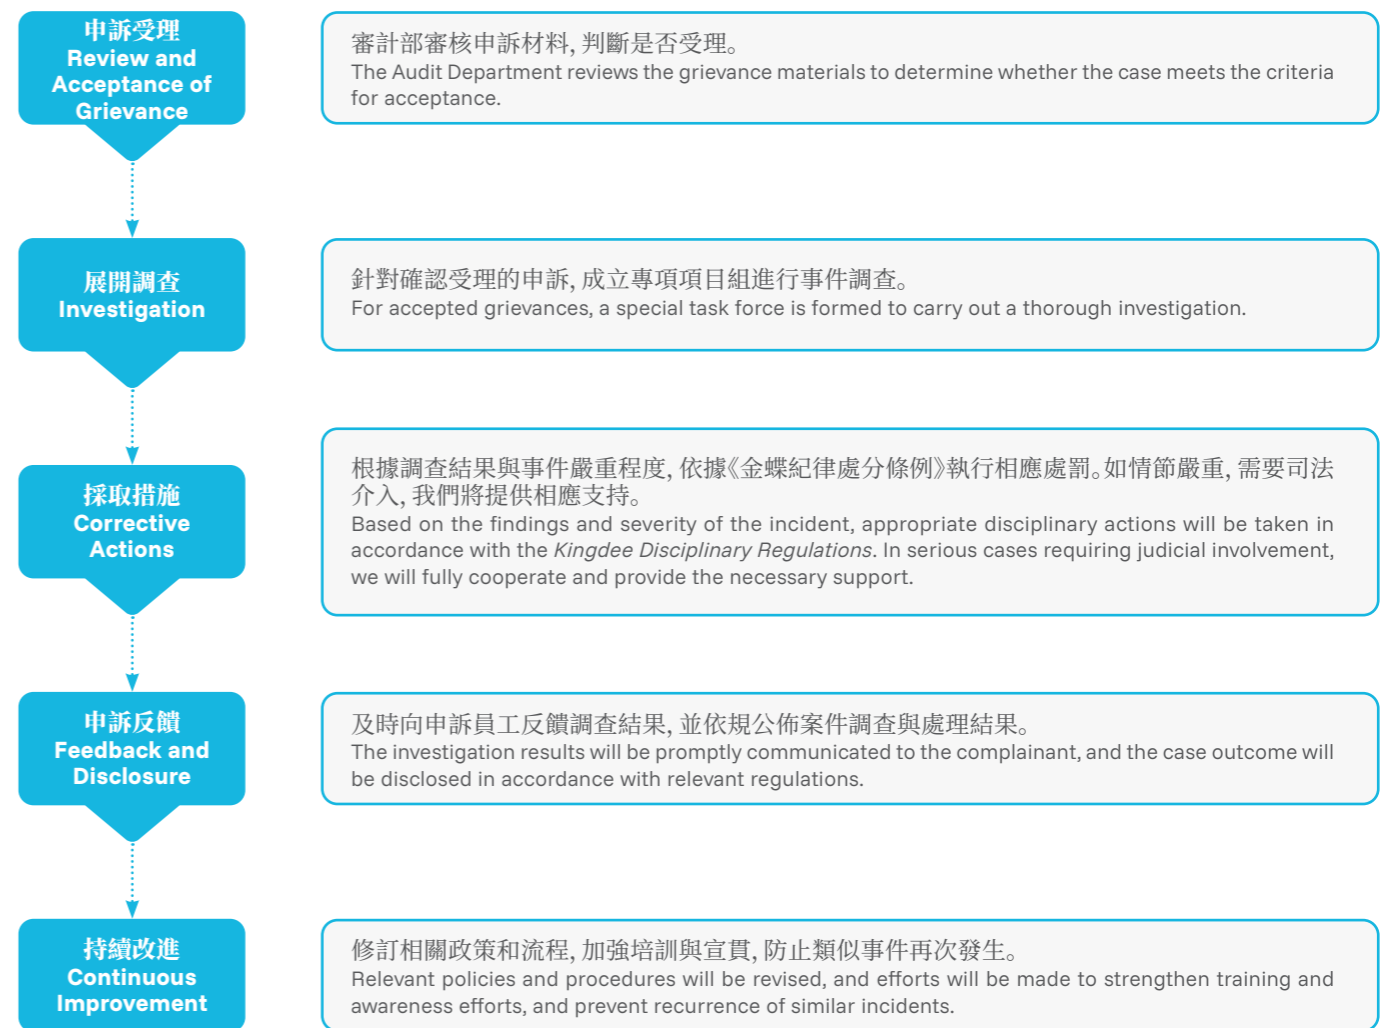 申訴受理
Review and
Acceptance of
Grievance
審計部審核申訴材料, 判斷是否受理。
The Audit Department reviews the grievance materials to determine whether the case meets the criteria
for acceptance.
展開調查
Investigation
針對確認受理的申訴, 成立專項項目組進行事件調查。
For accepted grievances, a special task force is formed to carry out a thorough investigation.
採取措施
Corrective
Actions
根據調查結果與事件嚴重程度, 依據《金蝶紀律處分條例》執行相應處罰。如情節嚴重, 需要司法
介入, 我們將提供相應支持。
Based on the findings and severity of the incident, appropriate disciplinary actions will be taken in
accordance with the Kingdee Disciplinary Regulations. In serious cases requiring judicial involvement,
we will fully cooperate and provide the necessary support.
申訴反饋
Feedback and
Disclosure
及時向申訴員工反饋調查結果, 並依規公佈案件調查與處理結果。
The investigation results will be promptly communicated to the complainant, and the case outcome will
be disclosed in accordance with relevant regulations.
持續改進
Continuous
Improvement
修訂相關政策和流程, 加強培訓與宣貫, 防止類似事件再次發生。
Relevant policies and procedures will be revised, and efforts will be made to strengthen training and
awareness efforts, and prevent recurrence of similar incidents.